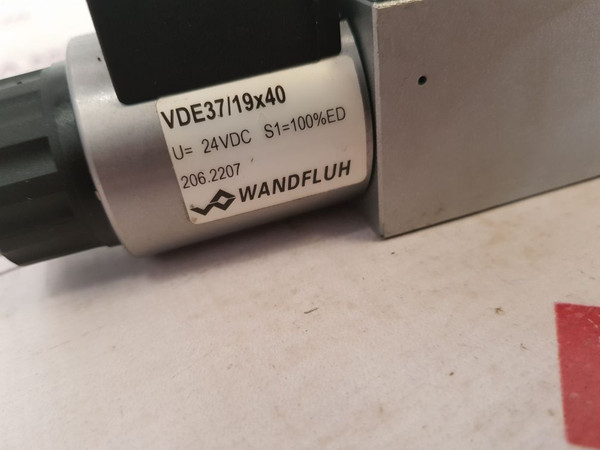 VDE37/19x40
U= 24VDC S1=100%ED
206.2207
WANDFLUH